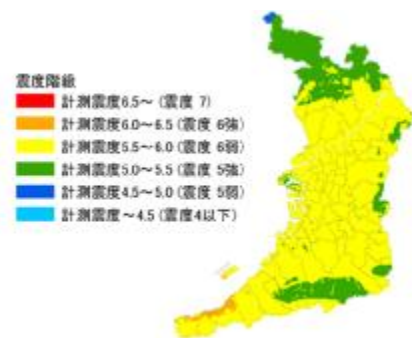 震度階級
計測震度6.5～ (震度 7)
計測震度6.0～6.5 (震度 6強)
計測震度5.5～6.0 (震度 6弱)
計測震度5.0～5.5 (震度 5強)
計測震度4.5～5.0 (震度 5弱)
計測震度～4.5 (震度4以下)